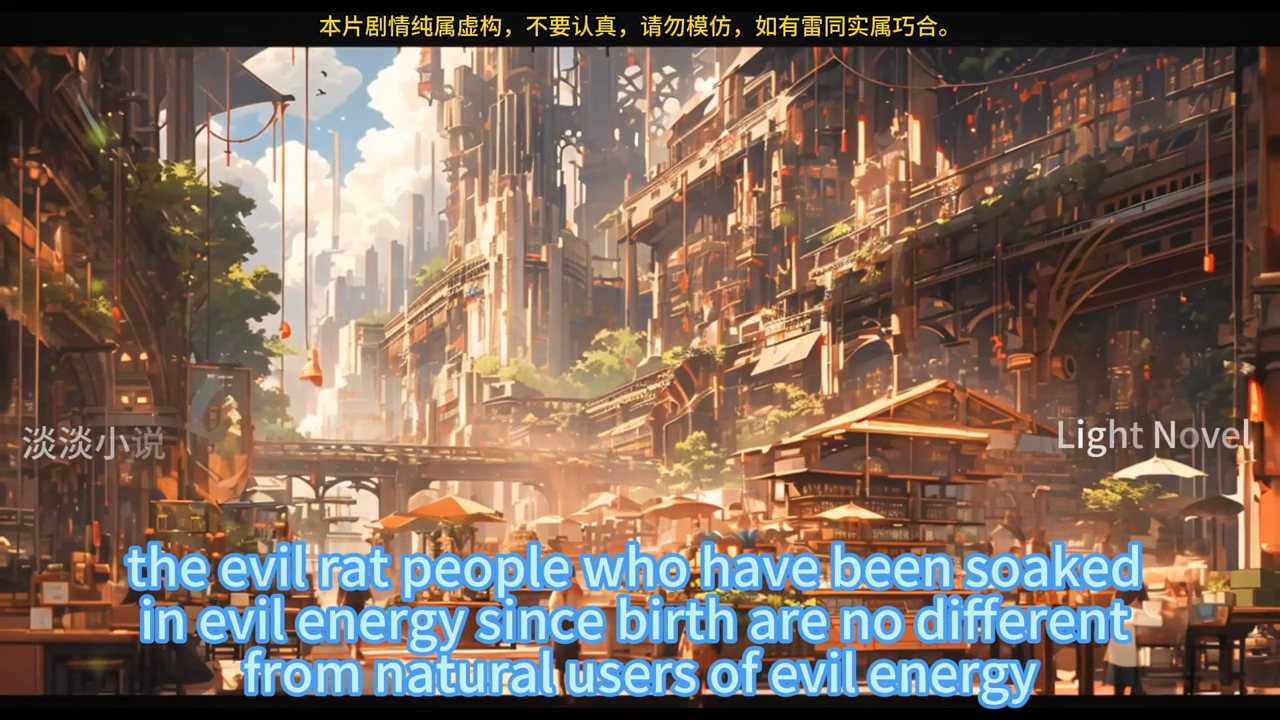 本片剧情纯属虚构，不要认真，请勿模仿，如有雷同实属巧合。
淡淡小说
Light Novel
the evil rat people who have been soaked
in evil energy since birth are no different
from natural users of evil energy